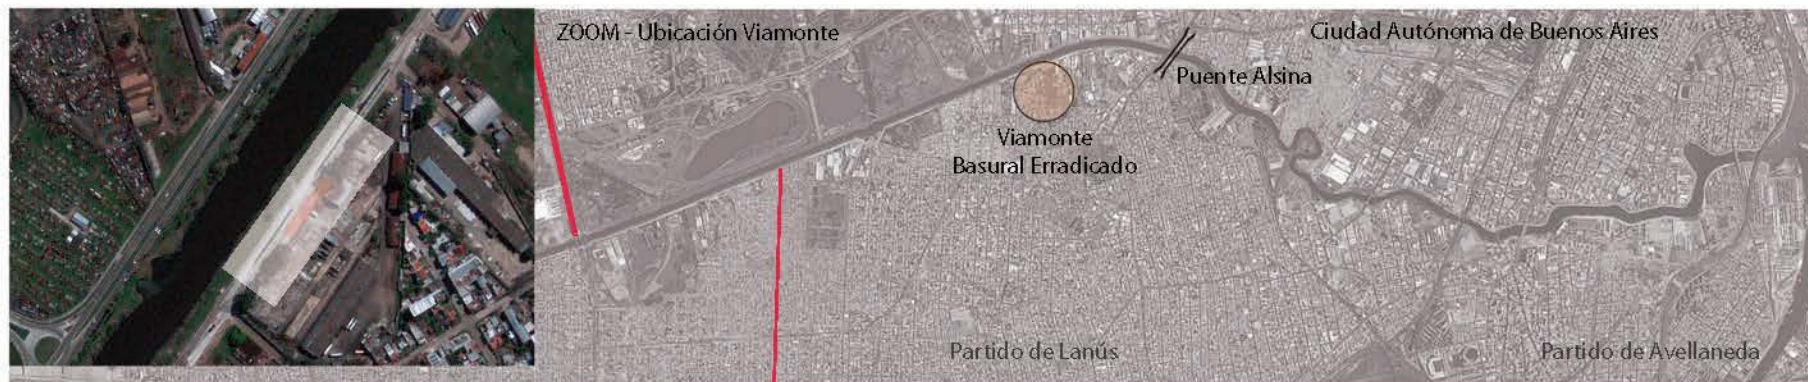 ZOOM - Ubicación Viamonte
Ciudad Autónoma de Buenos Aires
Puente Alsina
Viamonte
Basural Erradicado
Partido de Lanús
Partido de Avellaneda